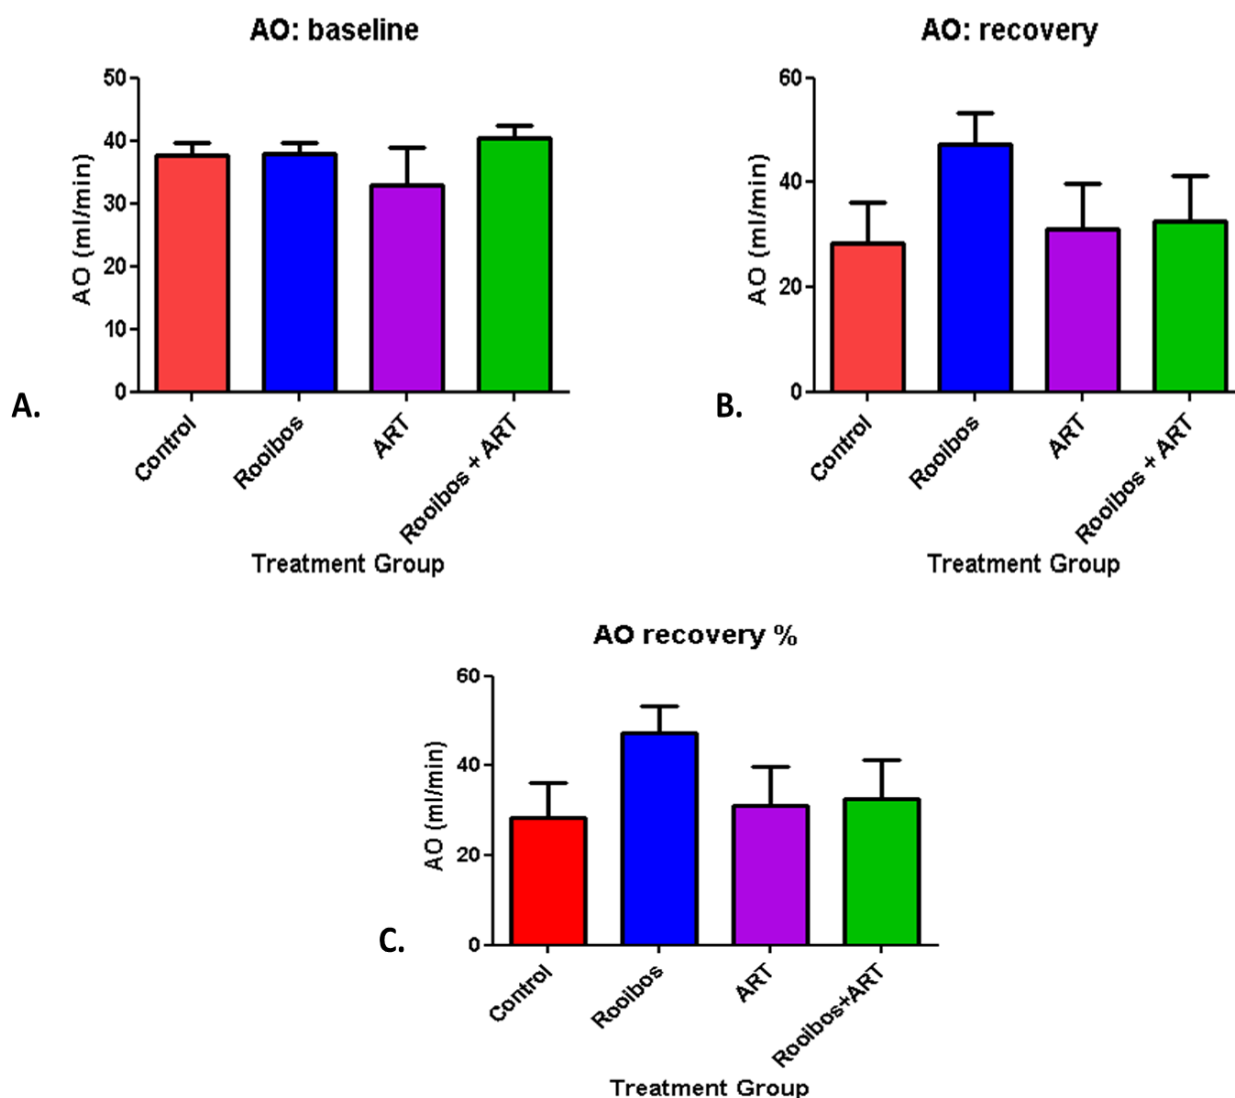 AO: baseline
AO (ml/min)
50
40
30
20
10
0
A.
Control
Rooibos
ART
Rooibos + ART
Treatment Group
AO: recovery
AO (ml/min)
60
40
20
0
B.
Control
Rooibos
ART
Rooibos + ART
Treatment Group
AO recovery %
AO (ml/min)
60
40
20
0
C.
Control
Rooibos
ART
Rooibos+ART
Treatment Group